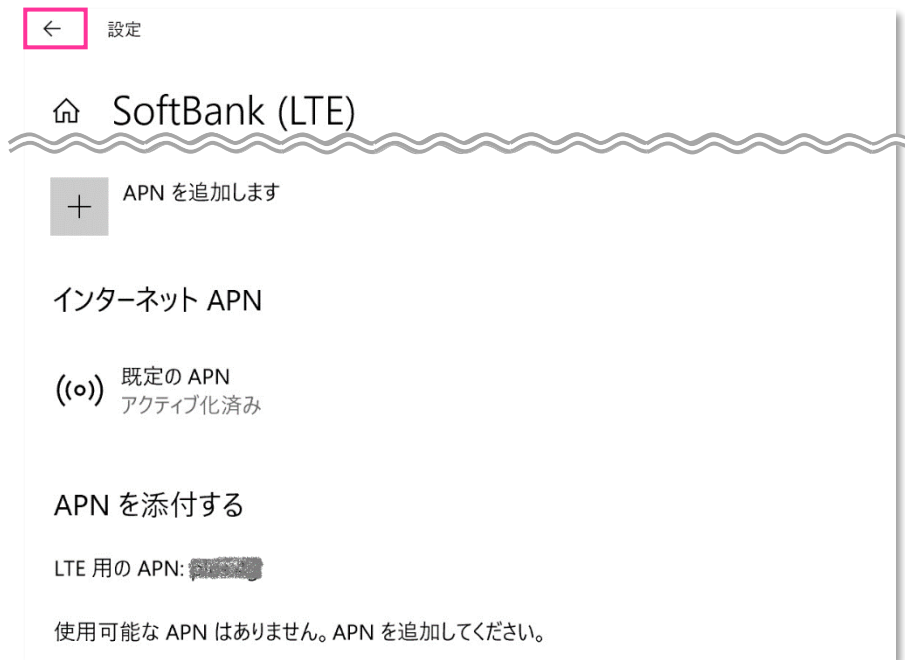 設定
SoftBank (LTE)
APN を追加します
インターネット APN
既定の APN
アクティブ化済み
APN を添付する
LTE 用の APN:
使用可能な APN はありません。APN を追加してください。